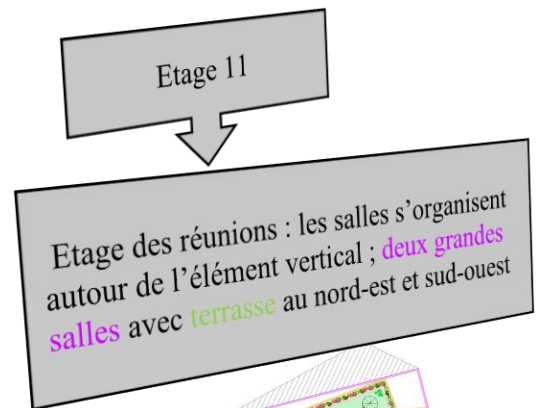 Etage 11
Etage des réunions : les salles s’organisent
autour de l’élément vertical ; deux grandes
salles avec terrasse au nord-est et sud-ouest